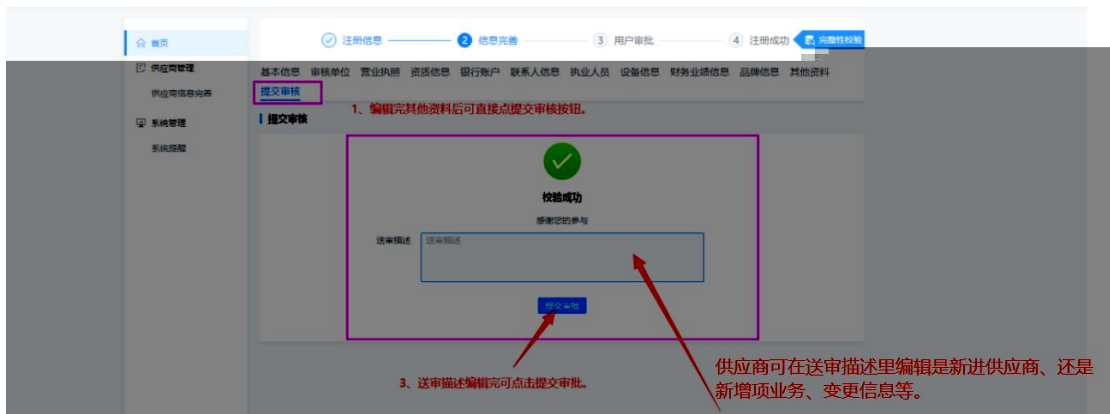 首页
注册信息
2 信息完善
3 用户审批
4 注册成功
完整性校验
供应商管理
基本信息 审核单位 营业执照 资质信息 银行账户 联系人信息 执业人员 设备信息 财务业绩信息 品牌信息 其他资料
供应商信息完善
提交审核
1、编辑完其他资料后可直接点提交审核按钮。
系统管理
提交审核
系统提醒
校验成功
感谢您的参与
送审描述
送审描述
提交审批
供应商可在送审描述里编辑是新进供应商、还是
新增项业务、变更信息等。
3、送审描述编辑完可点击提交审批。